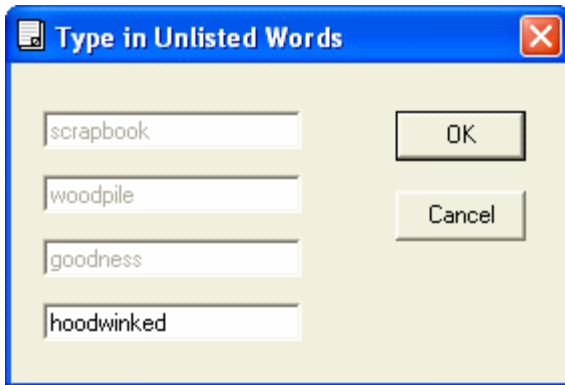 Type in Unlisted Words
scrapbook
OK
woodpile
Cancel
goodness
hoodwinked